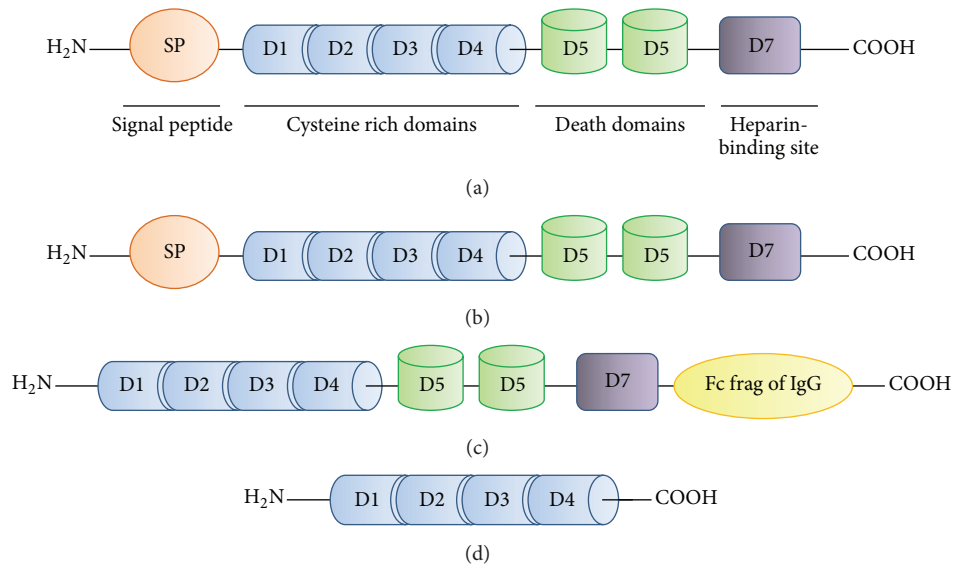 H2N SP D1 D2 D3 D4 D5 D5 D7 COOH
Signal peptide Cysteine rich domains Death domains Heparin-
binding site
(a)
H2N SP D1 D2 D3 D4 D5 D5 D7 COOH
(b)
H2N D1 D2 D3 D4 D5 D5 D7 Fc frag of IgG COOH
(c)
H2N D1 D2 D3 D4 COOH
(d)